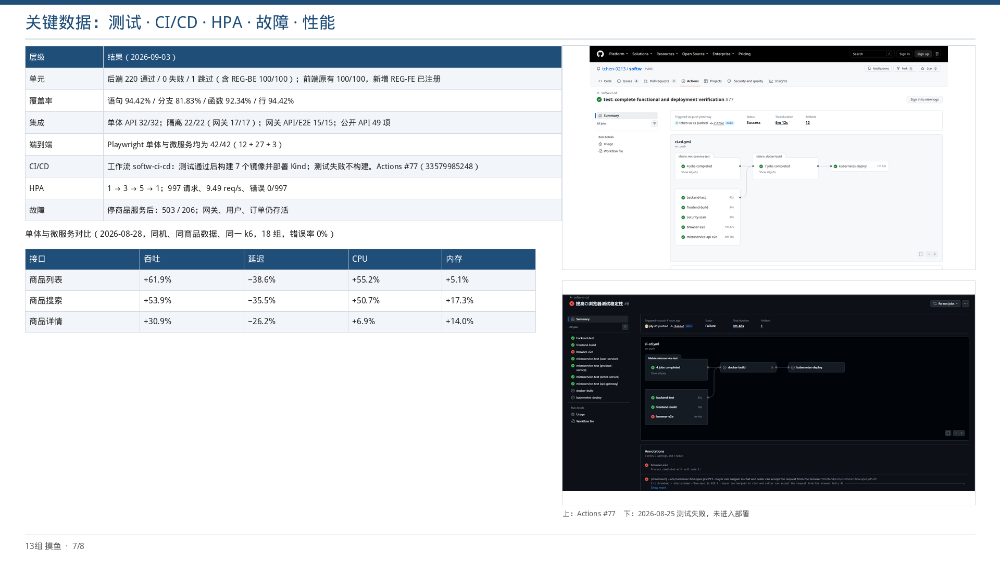 关键数据：测试 · CI/CD · HPA · 故障 · 性能
层级 结果（2026-09-03）
单元 后端 220 通过 / 0 失败 / 1 跳过（含 REG-BE 100/100）；前端原有 100/100，新增 REG-FE 已注册
覆盖率 语句 94.42% / 分支 81.83% / 函数 92.34% / 行 94.42%
集成 单体 API 32/32；隔离 22/22（网关 17/17）；网关 API/E2E 15/15；公开 API 49 项
端到端 Playwright 单体与微服务均为 42/42（12 + 27 + 3）
CI/CD 工作流 softw-ci-cd：测试通过后构建 7 个镜像并部署 Kind；测试失败不构建。Actions #77（33579985248）
HPA 1 → 3 → 5 → 1；997 请求、9.49 req/s、错误 0/997
故障 停商品服务后：503 / 206；网关、用户、订单仍存活
单体与微服务对比（2026-08-28，同机、同商品数据、同一 k6，18 组，错误率 0%）
接口 吞吐 延迟 CPU 内存
商品列表 +61.9% −38.6% +55.2% +5.1%
商品搜索 +53.9% −35.5% +50.7% +17.3%
商品详情 +30.9% −26.2% +6.9% +14.0%
Platform Solutions Resources Open Source Enterprise Pricing Search / Sign in Sign up
tchen-0213 / softw Public Notifications Fork 0 Star 0
Code Issues 4 Pull requests 2 Actions Projects Security and quality Insights
← softw-ci-cd
test: complete functional and deployment verification #77 Sign in to view logs
Summary
All jobs
Run details
Usage
Workflow file
Triggered via push yesterday Status Total duration Artifacts
tchen-0213 pushed c1b73ec main Success 6m 12s 12
ci-cd.yml
on: push
Matrix: microservice-test Matrix: docker-build
4 jobs completed 7 jobs completed kubernetes-deploy 1m 52s
Show all jobs Show all jobs
backend-test 42s
frontend-build 34s
security-scan 20s
browser-e2e 1m 37s
microservice-api-e2e 3m 18s
← softw-ci-cd
提高CI浏览器测试稳定性 #6 Re-run jobs
Summary
All jobs
backend-test
frontend-build
browser-e2e
microservice-test (user-service)
microservice-test (product-
service)
microservice-test (order-service)
microservice-test (api-gateway)
docker-build
kubernetes-deploy
Run details
Usage
Workflow file
Triggered via push 4 hours ago Status Total duration Artifacts
ply-01 pushed 3b4b4a7 main Failure 1m 48s 1
ci-cd.yml
on: push
Matrix: microservice-test
4 jobs completed docker-build 0s kubernetes-deploy
Show all jobs
backend-test 43s
frontend-build 18s
browser-e2e 1m 44s
Annotations
3 errors, 7 warnings, and 1 notice
browser-e2e
Process completed with exit code 1.
[chromium] › e2e/customer-flow.spec.js:229:1 › buyer can bargain in chat and seller can accept the request from the browser: frontend/e2e/customer-flow.spec.js#L20
1) [chromium] › e2e/customer-flow.spec.js:229:1 › buyer can bargain in chat and seller can accept the request from the browser Retry #1
Show more
上：Actions #77 下：2026-08-25 测试失败，未进入部署
13组 摸鱼 · 7/8